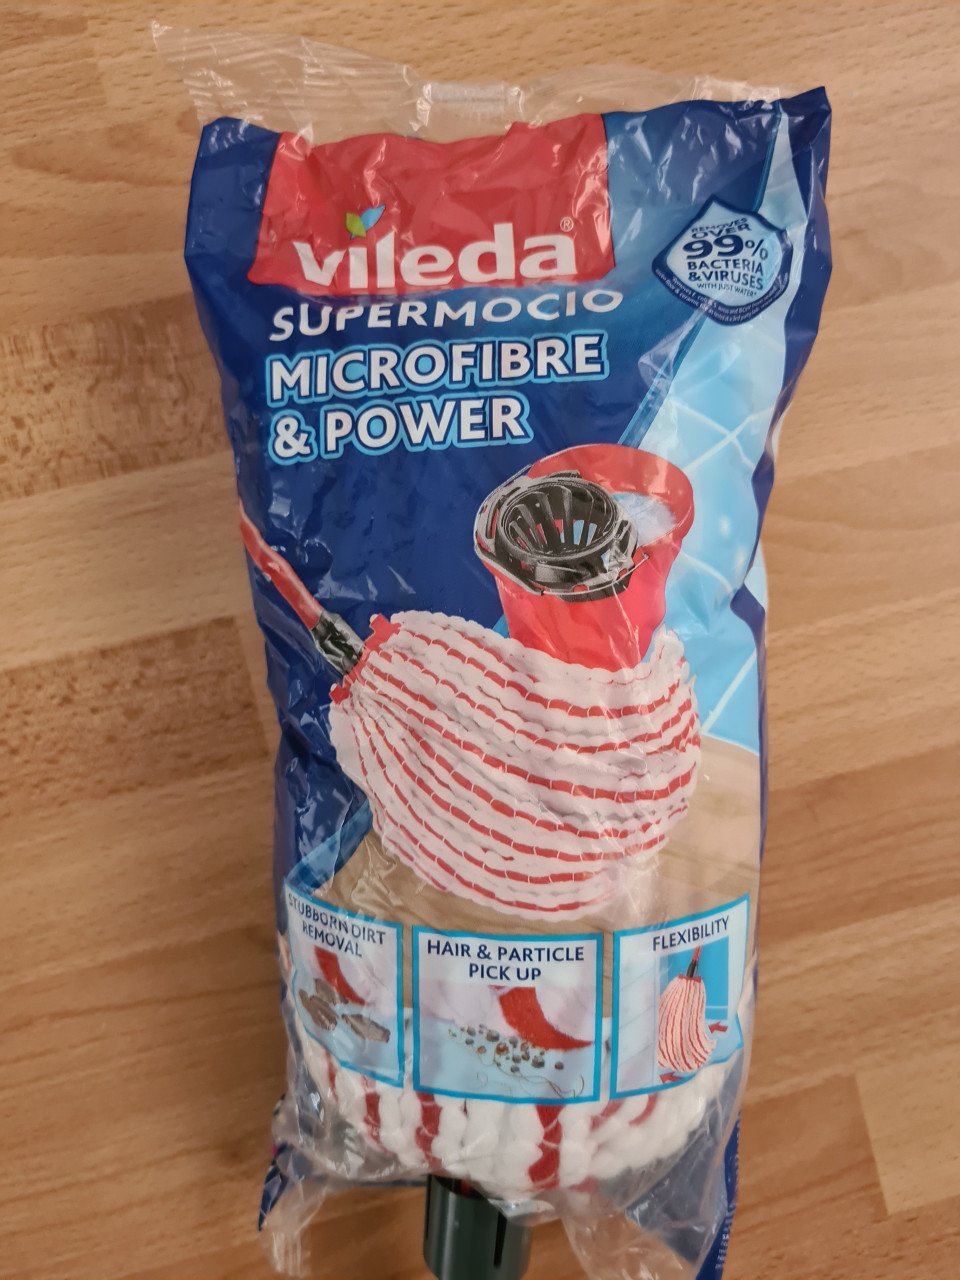 vileda®
SUPERMOCIO
MICROFIBRE
& POWER
REMOVES
OVER
99%
BACTERIA
& VIRUSES
WITH JUST WATER*
STUBBORN DIRT
REMOVAL
HAIR & PARTICLE
PICK UP
FLEXIBILITY